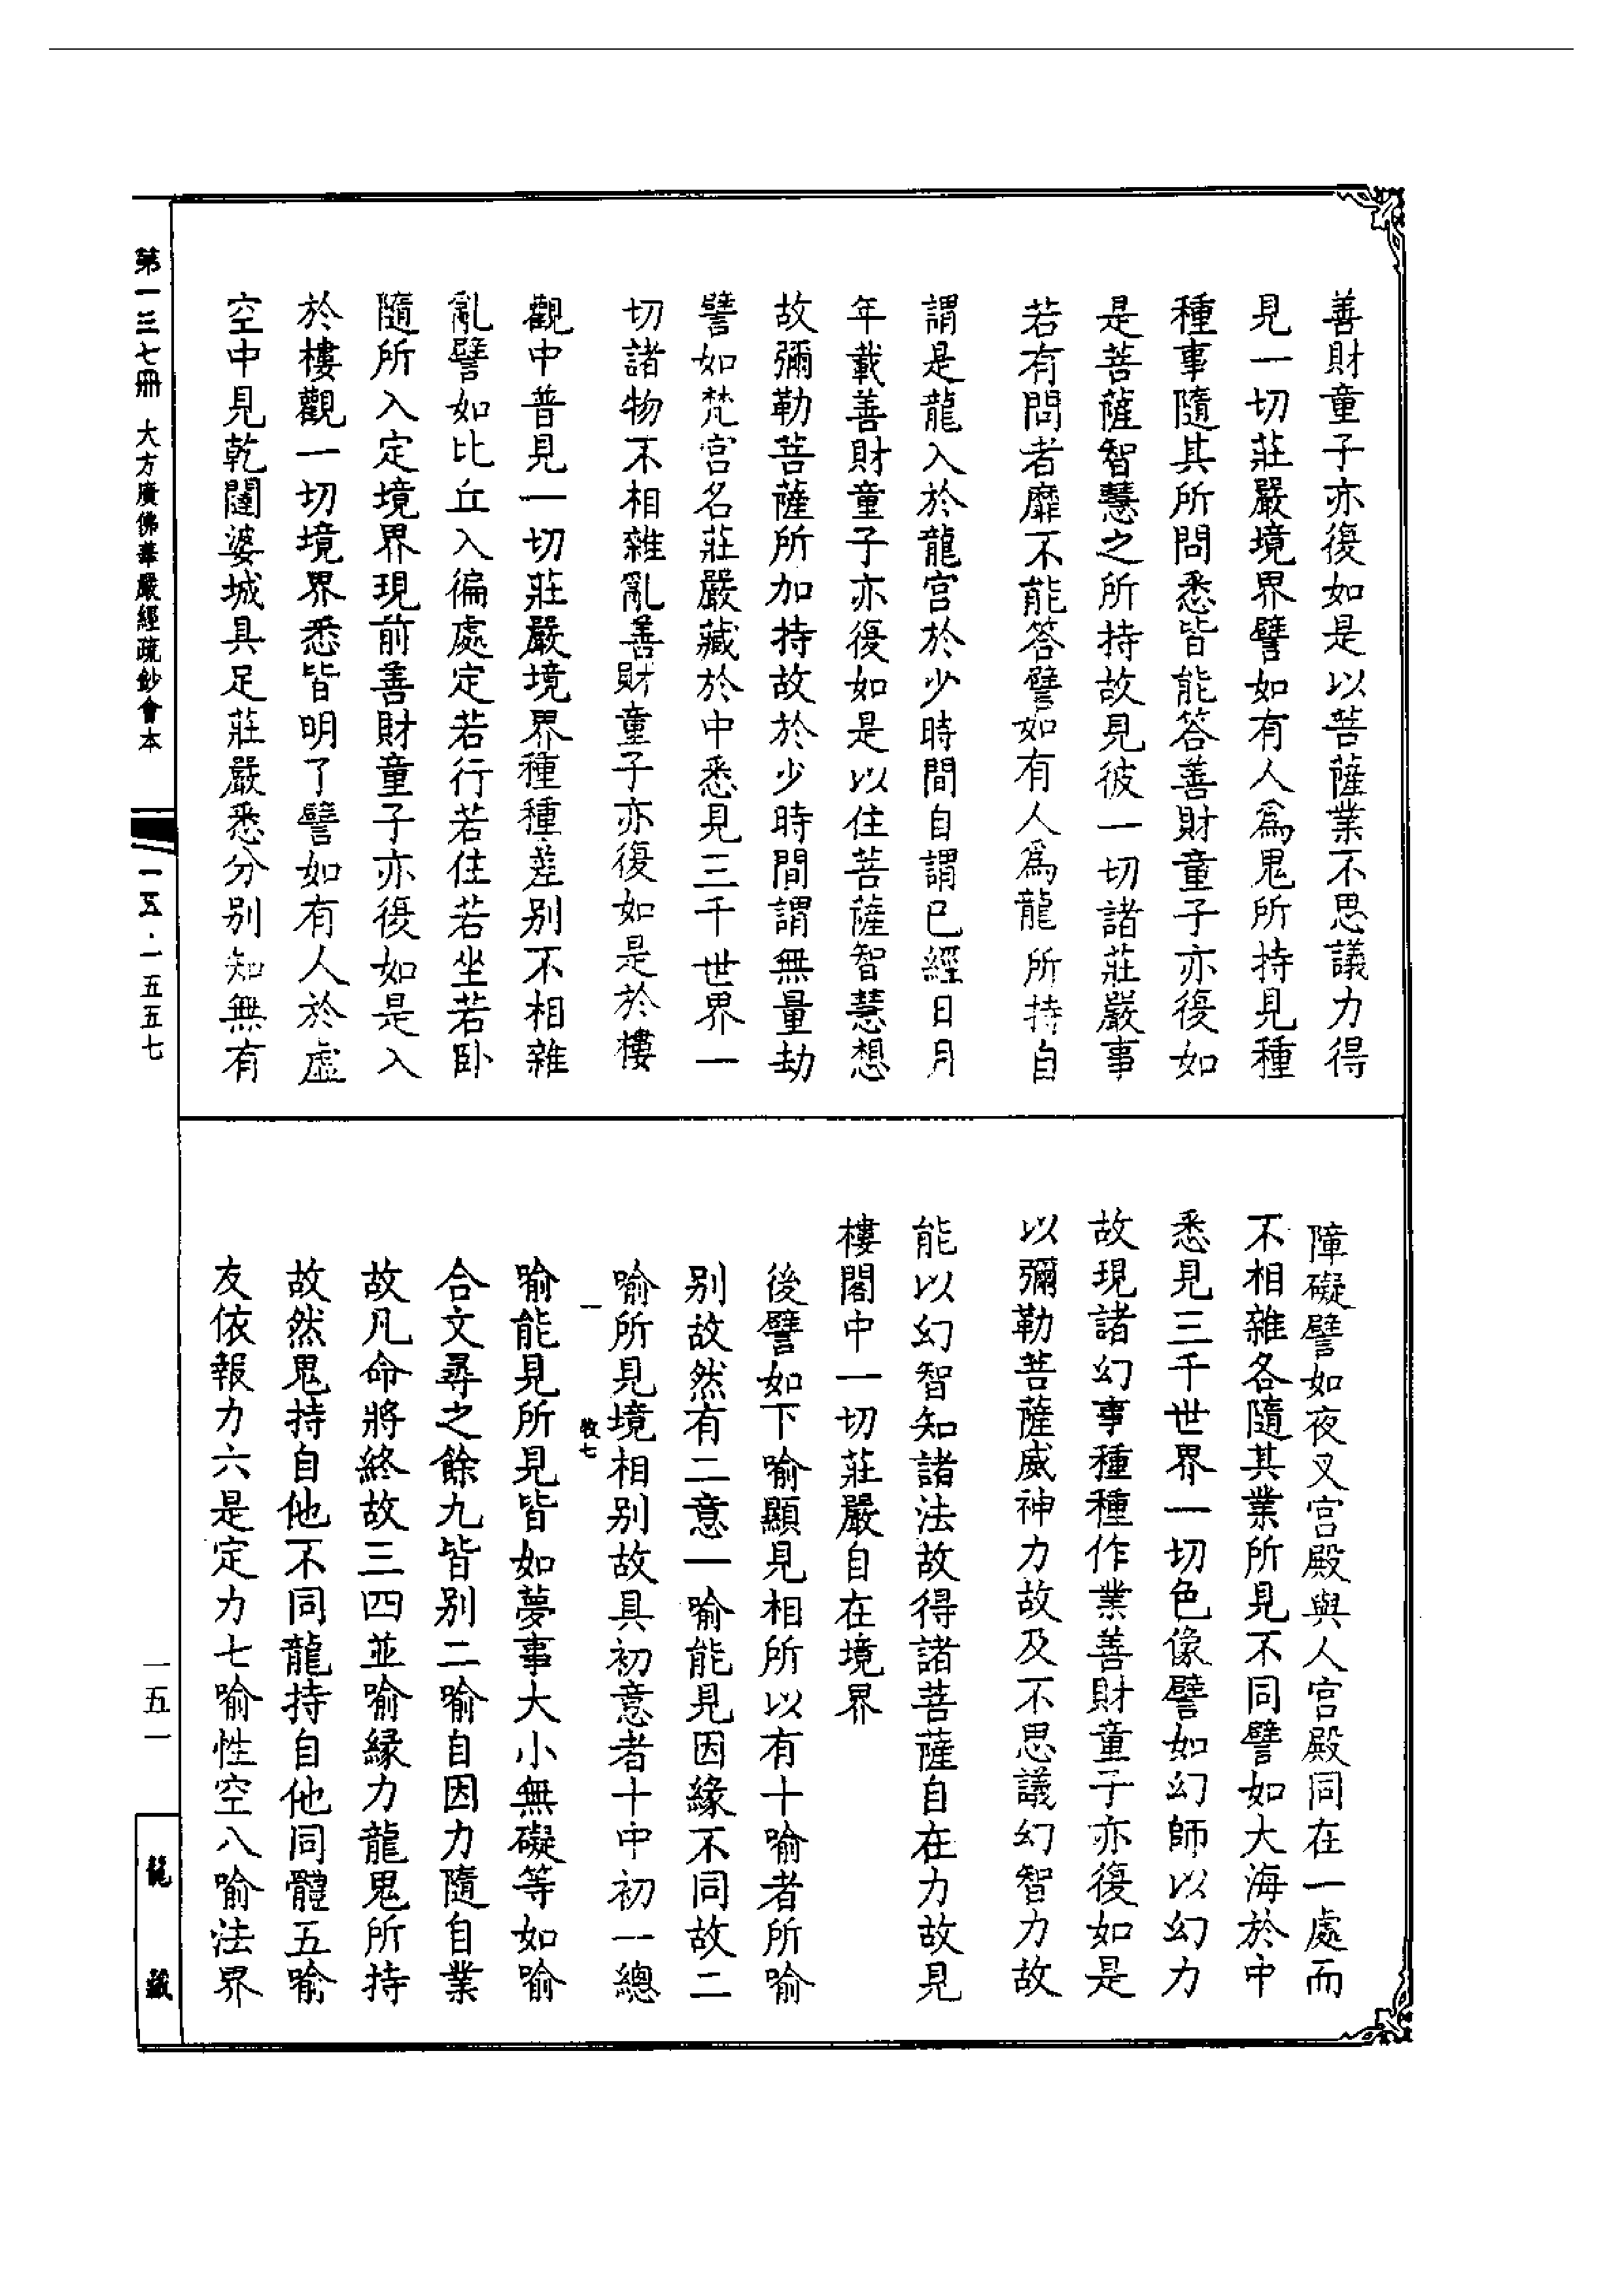 善財童子亦復如是以菩薩業不思議力得
見一切莊嚴境界譬如有人爲鬼所持見種
種事隨其所問悉皆能答善財童子亦復如
是菩薩智慧之所持故見彼一切諸莊嚴事
若有問者靡不能答譬如有人爲龍所持自
謂是龍入於龍宮於少時間自謂已經日月
年載善財童子亦復如是以住菩薩智慧想
故彌勒菩薩所加持故於少時間謂無量劫
譬如梵宮名莊嚴藏於中悉見三千世界一
切諸物不相雜亂善財童子亦復如是於樓
觀中普見一切莊嚴境界種種差別不相雜
亂譬如比丘入徧處定若行若住若坐若臥
隨所入定境界現前善財童子亦復如是入
於樓觀一切境界悉皆明了譬如有人於虛
空中見乾闥婆城具足莊嚴悉分別知無有
障礙譬如夜叉宮殿與人宮殿同在一處而
不相雜各隨其業所見不同譬如大海於中
悉見三千世界一切色像譬如幻師以幻力
故現諸幻事種種作業善財童子亦復如是
以彌勒菩薩威神力故及不思議幻智力故
能以幻智知諸法故得諸菩薩自在力故見
樓閣中一切莊嚴自在境界
後譬如下喻顯見相所以有十喻者所喻
別故然有二意一喻能見因緣不同故二
喻所見境相別故具初意者十中初一總
一 牧七
喻能見所見皆如夢事大小無礙等如喻
合文尋之餘九皆別二喻自因力隨自業
故凡命將終故三四並喻緣力龍鬼所持
故然鬼持自他不同龍持自他同體五喻
友依報力六是定力七喻性空八喻法界
第一三七冊 大方廣佛華嚴經疏鈔會本
一五·一五五七
一五一
龍藏